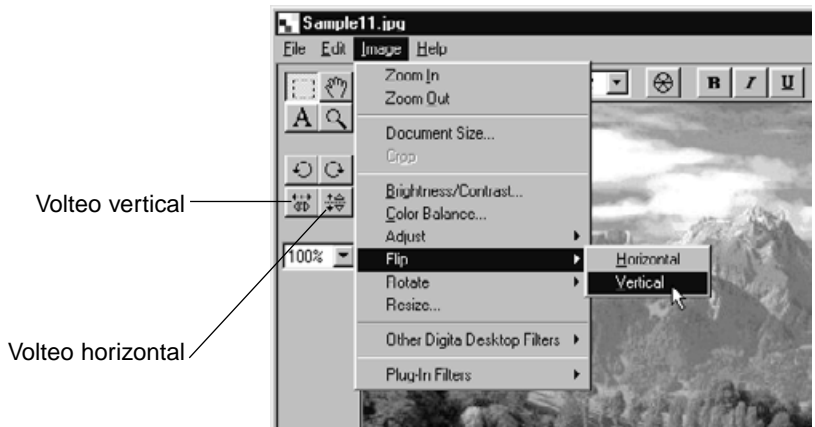 Sample11.jpg
File Edit Image Help
Zoom In
Zoom Out
B I U
A
Document Size...
Crop
Brightness/Contrast...
Volteo vertical
Color Balance...
Adjust
100%
Flip
Horizontal
Rotate
Vertical
Resize...
Volteo horizontal
Other Digita Desktop Filters
Plug-In Filters